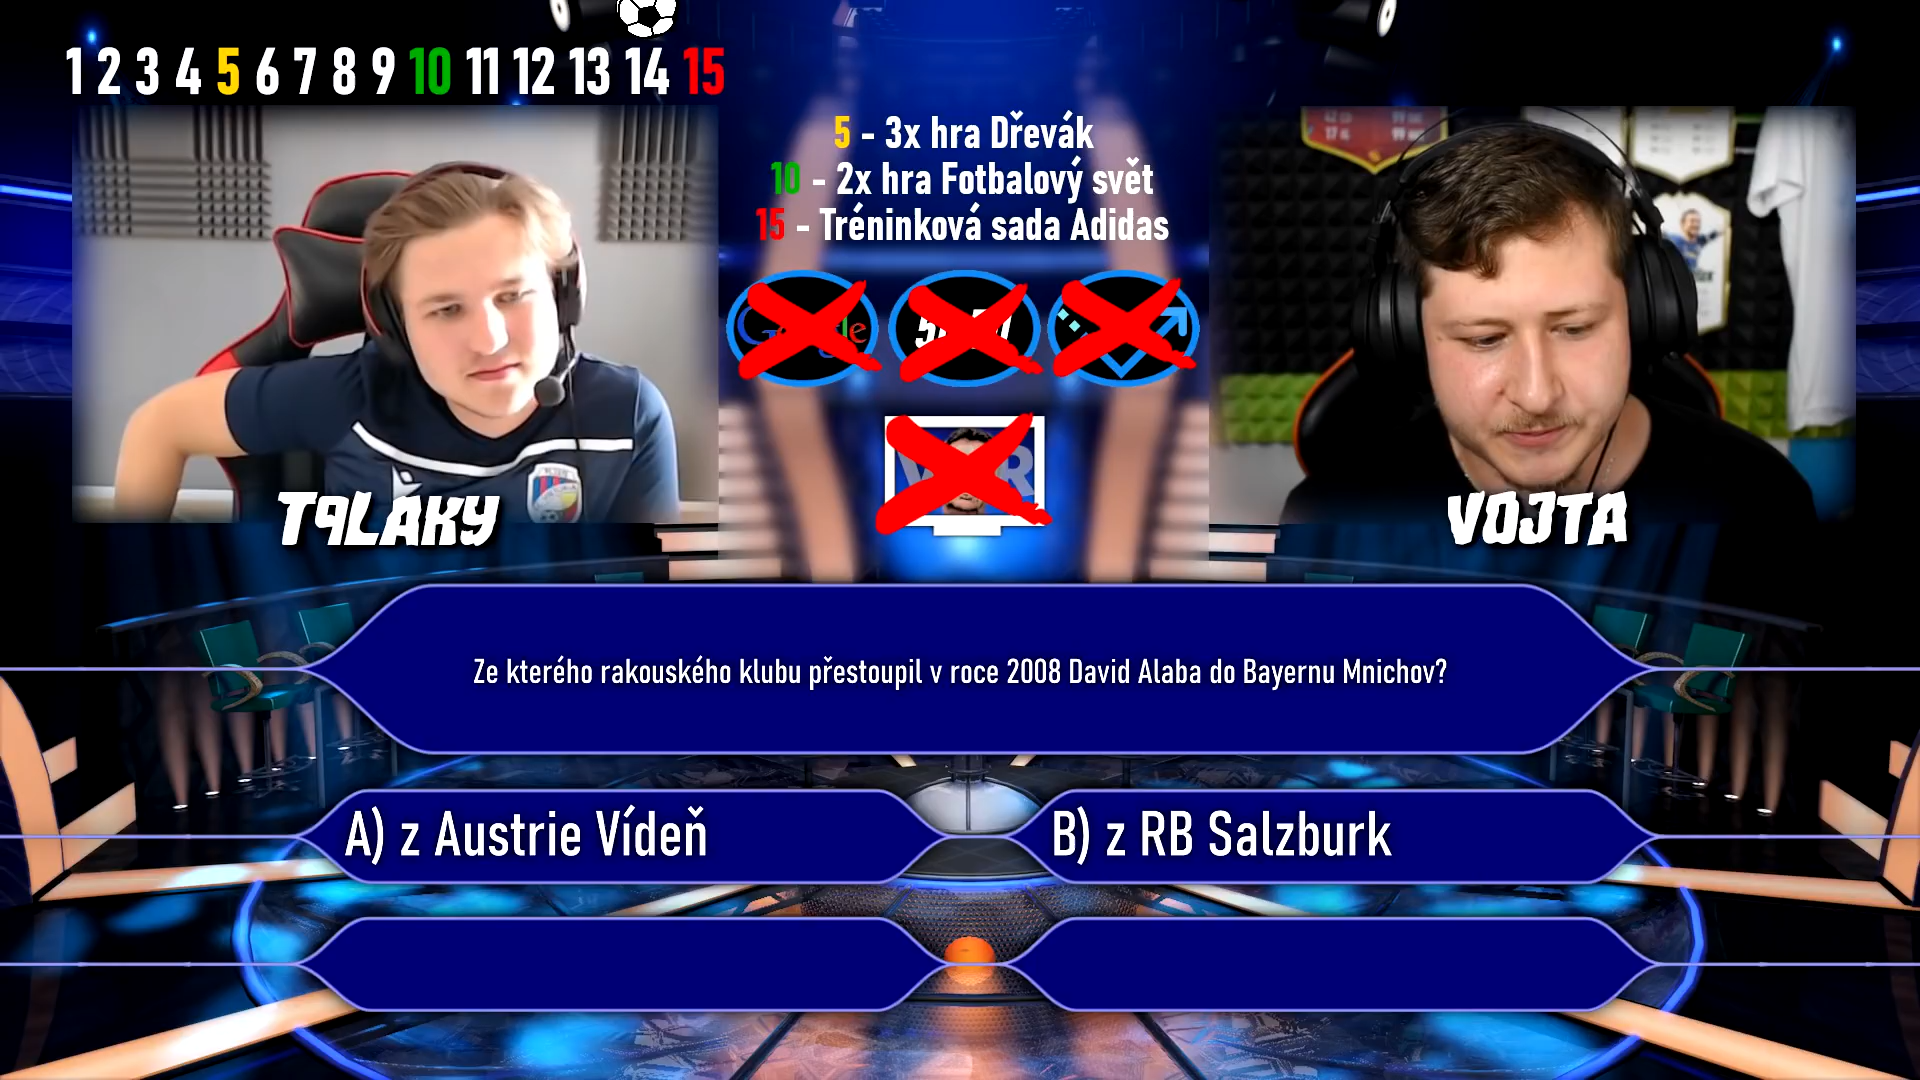 1 2 3 4 5 6 7 8 9 10 11 12 13 14 15
5 - 3x hra Dřevák
10 - 2x hra Fotbalový svět
15 - Tréninková sada Adidas
T9LAKY
VOJTA
Ze kterého rakouského klubu přestoupil v roce 2008 David Alaba do Bayernu Mnichov?
A) z Austrie Vídeň
B) z RB Salzburk